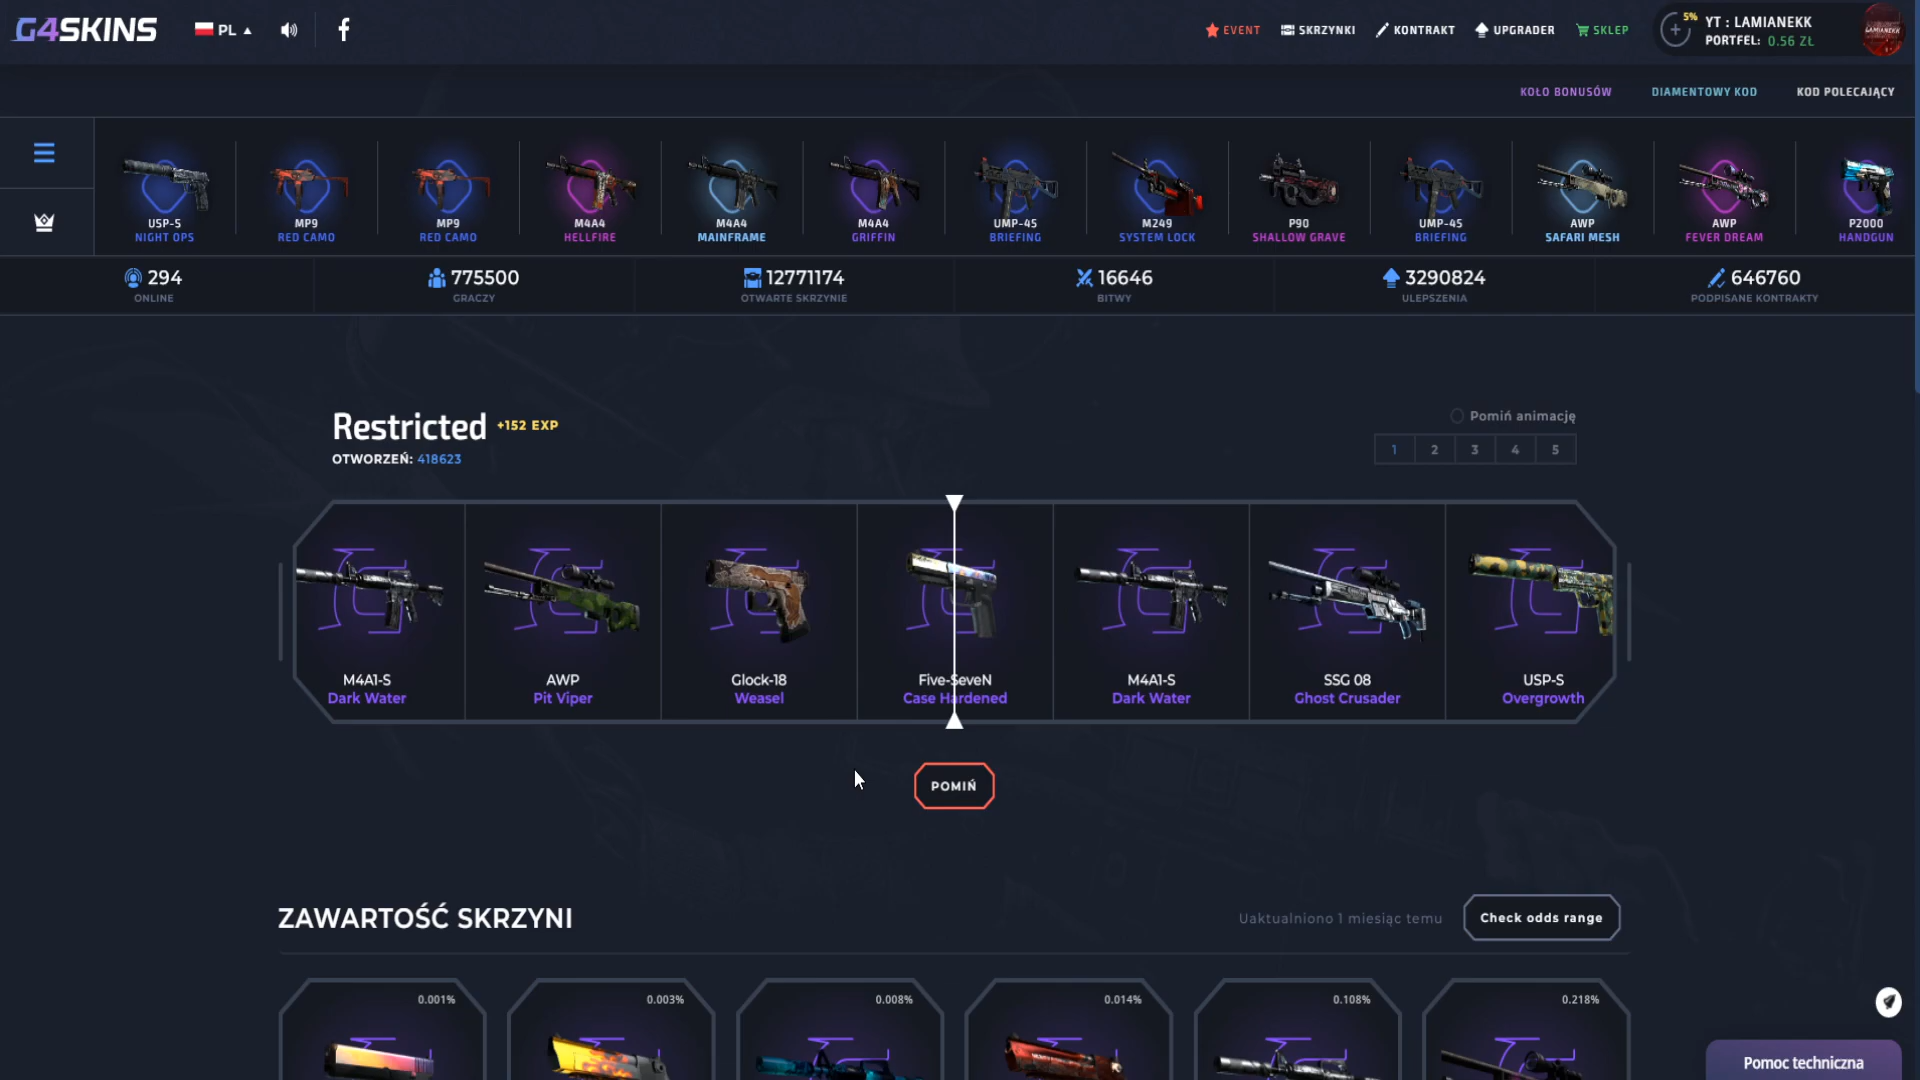 G4SKINS
PL
EVENT
SKRZYNKI
KONTRAKT
UPGRADER
SKLEP
5%
YT : LAMIANEKK
PORTFEL: 0.56 ZŁ
LAMIANEKK
KOŁO BONUSÓW
DIAMENTOWY KOD
KOD POLECAJĄCY
USP-S
NIGHT OPS
MP9
RED CAMO
MP9
RED CAMO
M4A4
HELLFIRE
M4A4
MAINFRAME
M4A4
GRIFFIN
UMP-45
BRIEFING
M249
SYSTEM LOCK
P90
SHALLOW GRAVE
UMP-45
BRIEFING
AWP
SAFARI MESH
AWP
FEVER DREAM
P2000
HANDGUN
294
ONLINE
775500
GRACZY
12771174
OTWARTE SKRZYNIE
16646
BITWY
3290824
ULEPSZENIA
646760
PODPISANE KONTRAKTY
Restricted
+152 EXP
OTWORZEŃ: 418623
Pomiń animację
1 2 3 4 5
M4A1-S
Dark Water
AWP
Pit Viper
Glock-18
Weasel
Five-SeveN
Case Hardened
M4A1-S
Dark Water
SSG 08
Ghost Crusader
USP-S
Overgrowth
POMIŃ
ZAWARTOŚĆ SKRZYNI
Uaktualniono 1 miesiąc temu
Check odds range
0.001%
0.003%
0.008%
0.014%
0.108%
0.218%
Pomoc techniczna